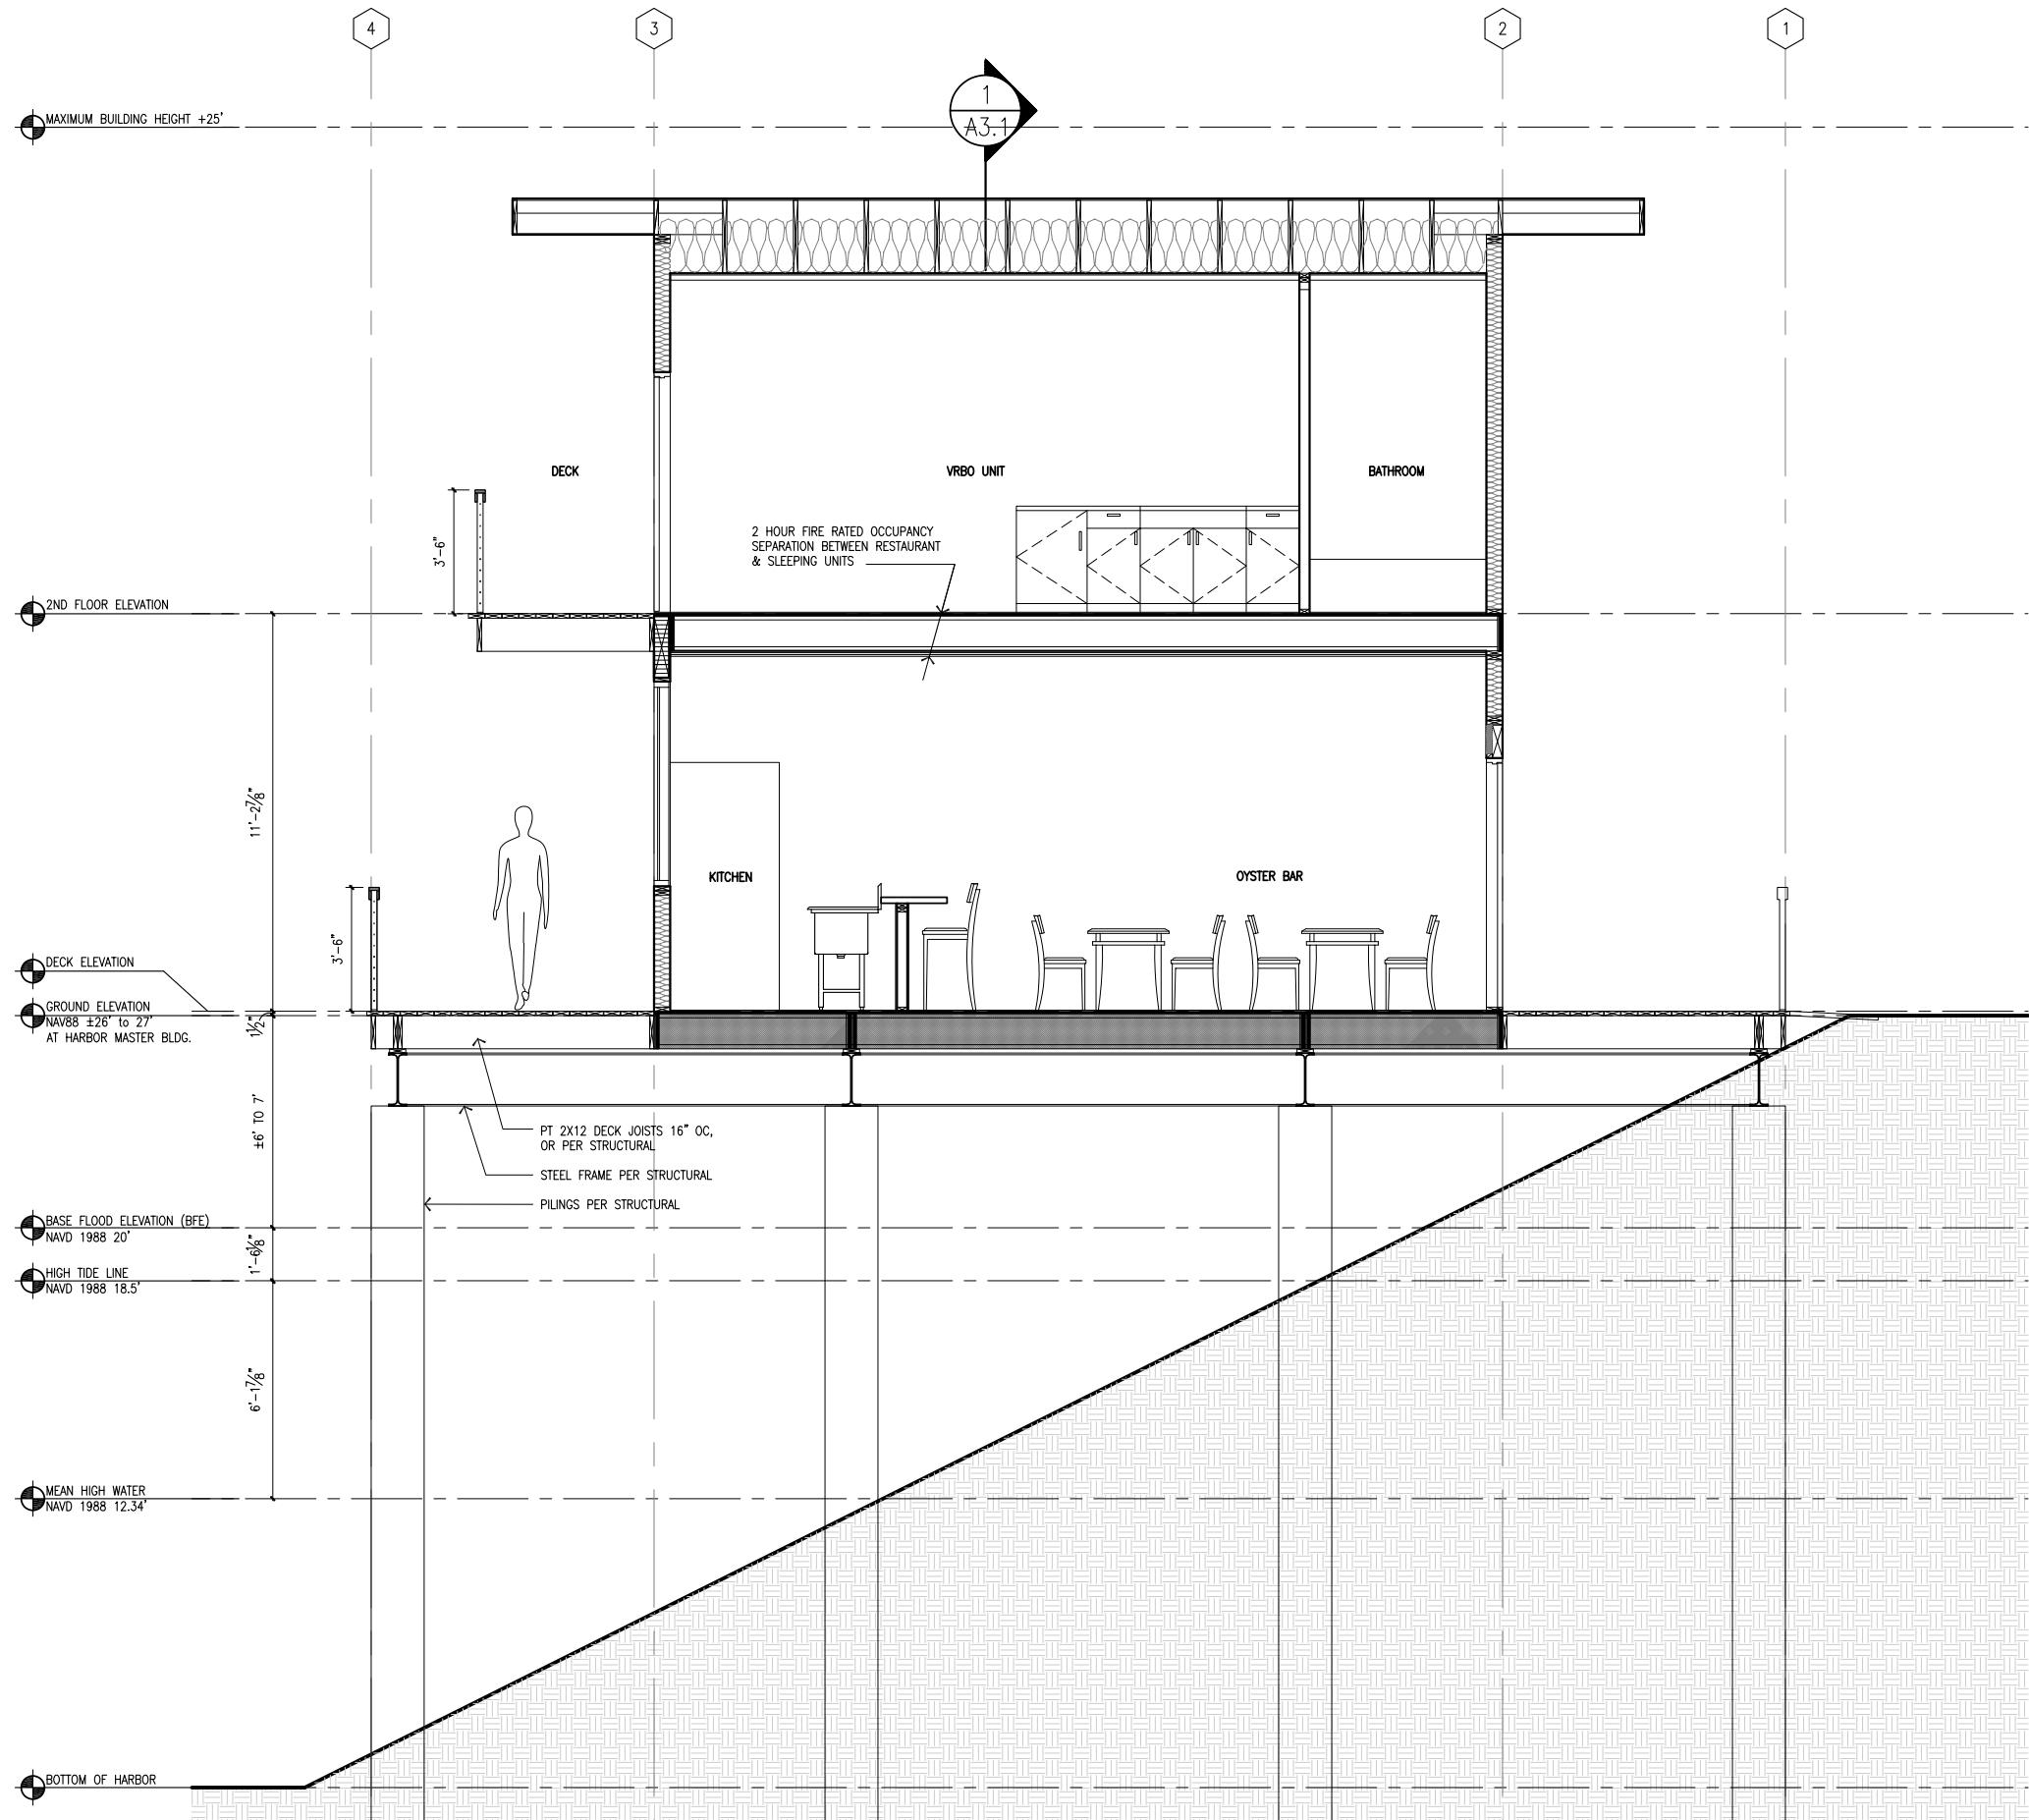 4
3
2
1
1
A3.1
MAXIMUM BUILDING HEIGHT +25'
DECK
VRBO UNIT
BATHROOM
2 HOUR FIRE RATED OCCUPANCY
SEPARATION BETWEEN RESTAURANT
& SLEEPING UNITS
3'-6"
2ND FLOOR ELEVATION
11'-2⅞"
KITCHEN
OYSTER BAR
3'-6"
DECK ELEVATION
GROUND ELEVATION
NAV88 ±26' to 27'
AT HARBOR MASTER BLDG.
1½"
±6' TO 7'
PT 2X12 DECK JOISTS 16" OC,
OR PER STRUCTURAL
STEEL FRAME PER STRUCTURAL
PILINGS PER STRUCTURAL
BASE FLOOD ELEVATION (BFE)
NAVD 1988 20'
1'-6⅛"
HIGH TIDE LINE
NAVD 1988 18.5'
6'-1⅞"
MEAN HIGH WATER
NAVD 1988 12.34'
BOTTOM OF HARBOR